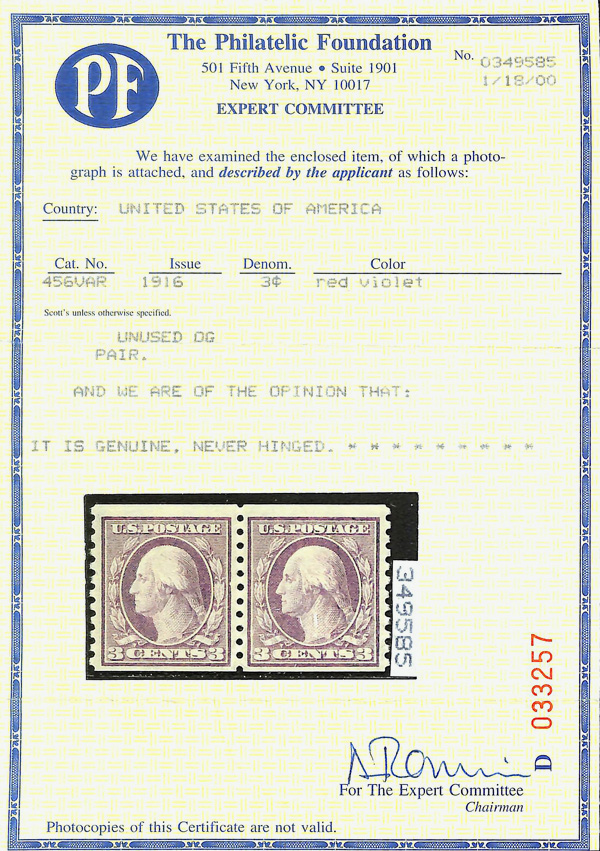 PF
The Philatelic Foundation
501 Fifth Avenue • Suite 1901
New York, NY 10017
EXPERT COMMITTEE
No. 0349585
1/18/00
We have examined the enclosed item, of which a photo-
graph is attached, and described by the applicant as follows:
Country: UNITED STATES OF AMERICA
Cat. No. Issue Denom. Color
456VAR 1916 3¢ red violet
Scott's unless otherwise specified.
UNUSED OG
PAIR.
AND WE ARE OF THE OPINION THAT:
IT IS GENUINE, NEVER HINGED. * * * * * * * * *
U.S. POSTAGE U.S. POSTAGE
3 CENTS 3 3 CENTS 3
349585
D 033257
For The Expert Committee
Chairman
Photocopies of this Certificate are not valid.